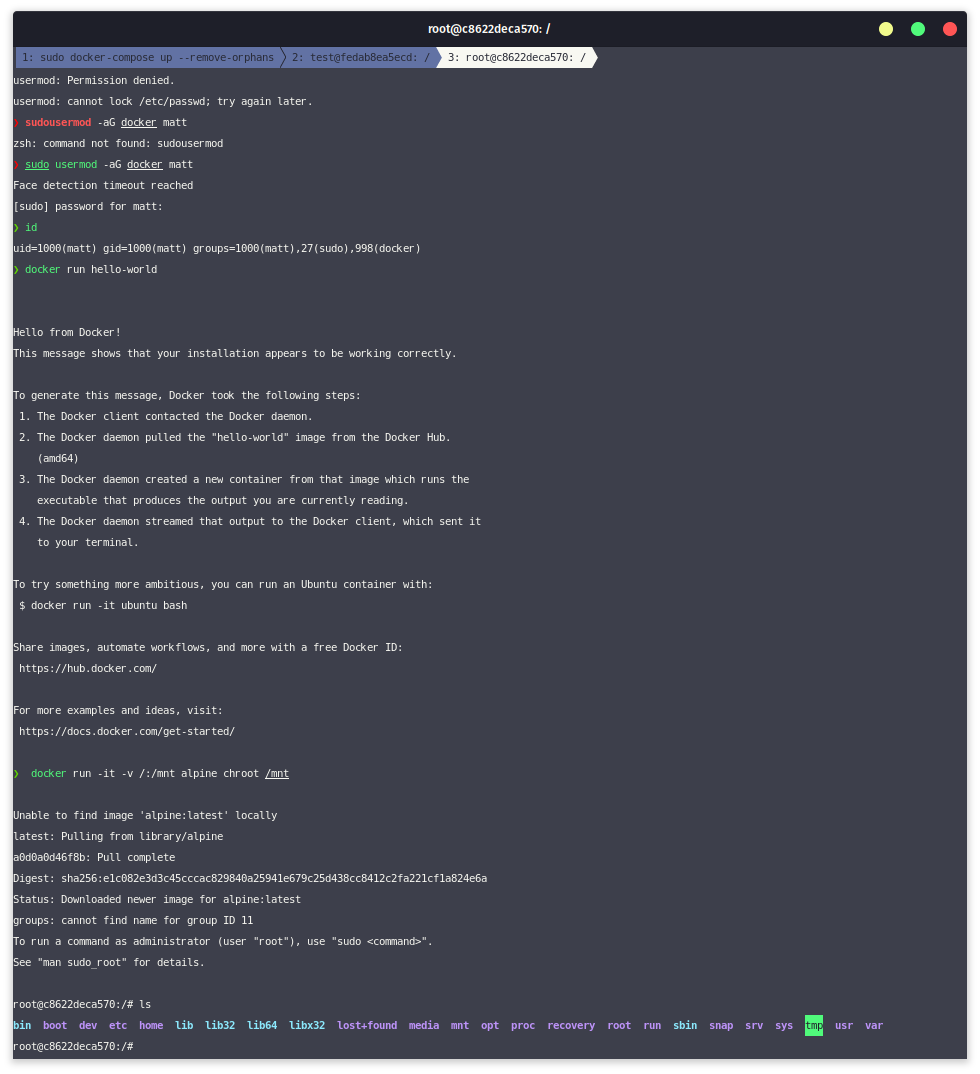 root@c8622deca570: /
1: sudo docker-compose up --remove-orphans 2: test@fedab8ea5ecd: / 3: root@c8622deca570: /
usermod: Permission denied.
usermod: cannot lock /etc/passwd; try again later.
❯ sudousermod -aG docker matt
zsh: command not found: sudousermod
❯ sudo usermod -aG docker matt
Face detection timeout reached
[sudo] password for matt:
❯ id
uid=1000(matt) gid=1000(matt) groups=1000(matt),27(sudo),998(docker)
❯ docker run hello-world
Hello from Docker!
This message shows that your installation appears to be working correctly.
To generate this message, Docker took the following steps:
1. The Docker client contacted the Docker daemon.
2. The Docker daemon pulled the "hello-world" image from the Docker Hub.
(amd64)
3. The Docker daemon created a new container from that image which runs the
executable that produces the output you are currently reading.
4. The Docker daemon streamed that output to the Docker client, which sent it
to your terminal.
To try something more ambitious, you can run an Ubuntu container with:
$ docker run -it ubuntu bash
Share images, automate workflows, and more with a free Docker ID:
https://hub.docker.com/
For more examples and ideas, visit:
https://docs.docker.com/get-started/
❯ docker run -it -v /:/mnt alpine chroot /mnt
Unable to find image 'alpine:latest' locally
latest: Pulling from library/alpine
a0d0a0d46f8b: Pull complete
Digest: sha256:e1c082e3d3c45cccac829840a25941e679c25d438cc8412c2fa221cf1a824e6a
Status: Downloaded newer image for alpine:latest
groups: cannot find name for group ID 11
To run a command as administrator (user "root"), use "sudo <command>".
See "man sudo_root" for details.
root@c8622deca570:/# ls
bin boot dev etc home lib lib32 lib64 libx32 lost+found media mnt opt proc recovery root run sbin snap srv sys tmp usr var
root@c8622deca570:/#